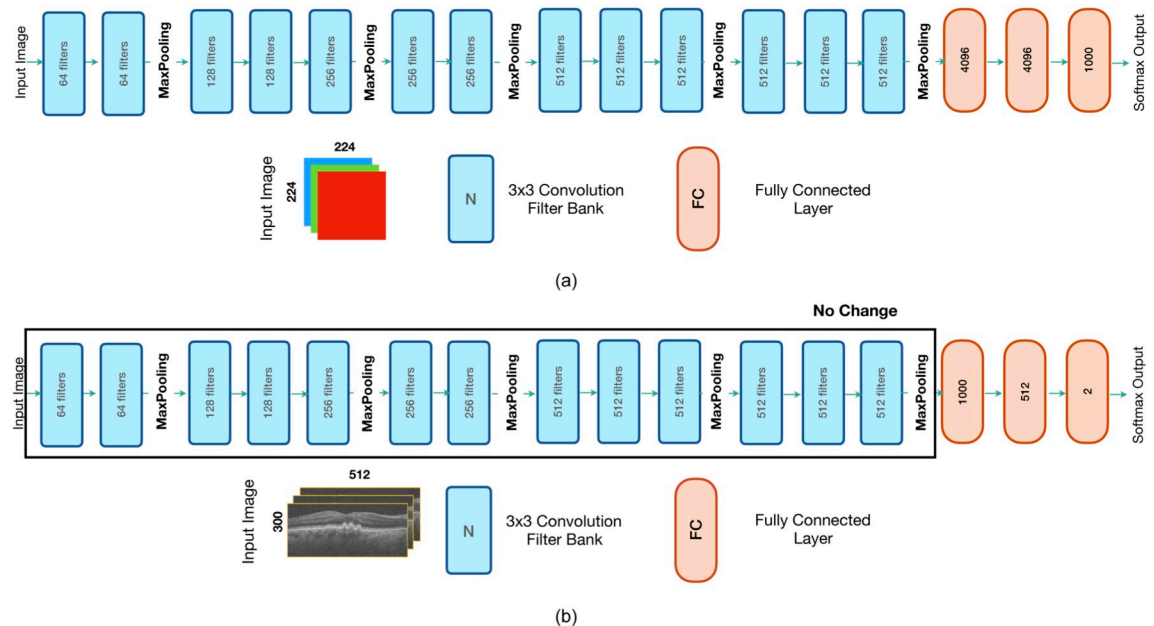 Input Image
64 filters
64 filters
MaxPooling
128 filters
128 filters
256 filters
MaxPooling
256 filters
256 filters
MaxPooling
512 filters
512 filters
512 filters
MaxPooling
512 filters
512 filters
512 filters
MaxPooling
4096
4096
1000
Softmax Output
Input Image
224
224
N
3x3 Convolution
Filter Bank
FC
Fully Connected
Layer
(a)
No Change
Input Image
64 filters
64 filters
MaxPooling
128 filters
128 filters
256 filters
MaxPooling
256 filters
256 filters
MaxPooling
512 filters
512 filters
512 filters
MaxPooling
512 filters
512 filters
512 filters
MaxPooling
1000
512
2
Softmax Output
Input Image
300
512
N
3x3 Convolution
Filter Bank
FC
Fully Connected
Layer
(b)